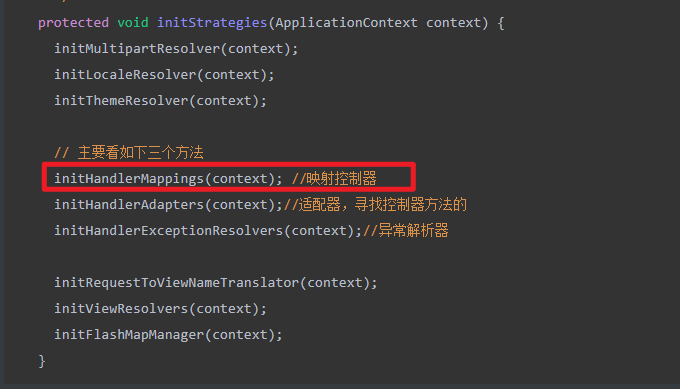 protected void initStrategies(ApplicationContext context) {
initMultipartResolver(context);
initLocaleResolver(context);
initThemeResolver(context);
// 主要看如下三个方法
initHandlerMappings(context); //映射控制器
initHandlerAdapters(context);//适配器，寻找控制器方法的
initHandlerExceptionResolvers(context);//异常解析器
initRequestToViewNameTranslator(context);
initViewResolvers(context);
initFlashMapManager(context);
}